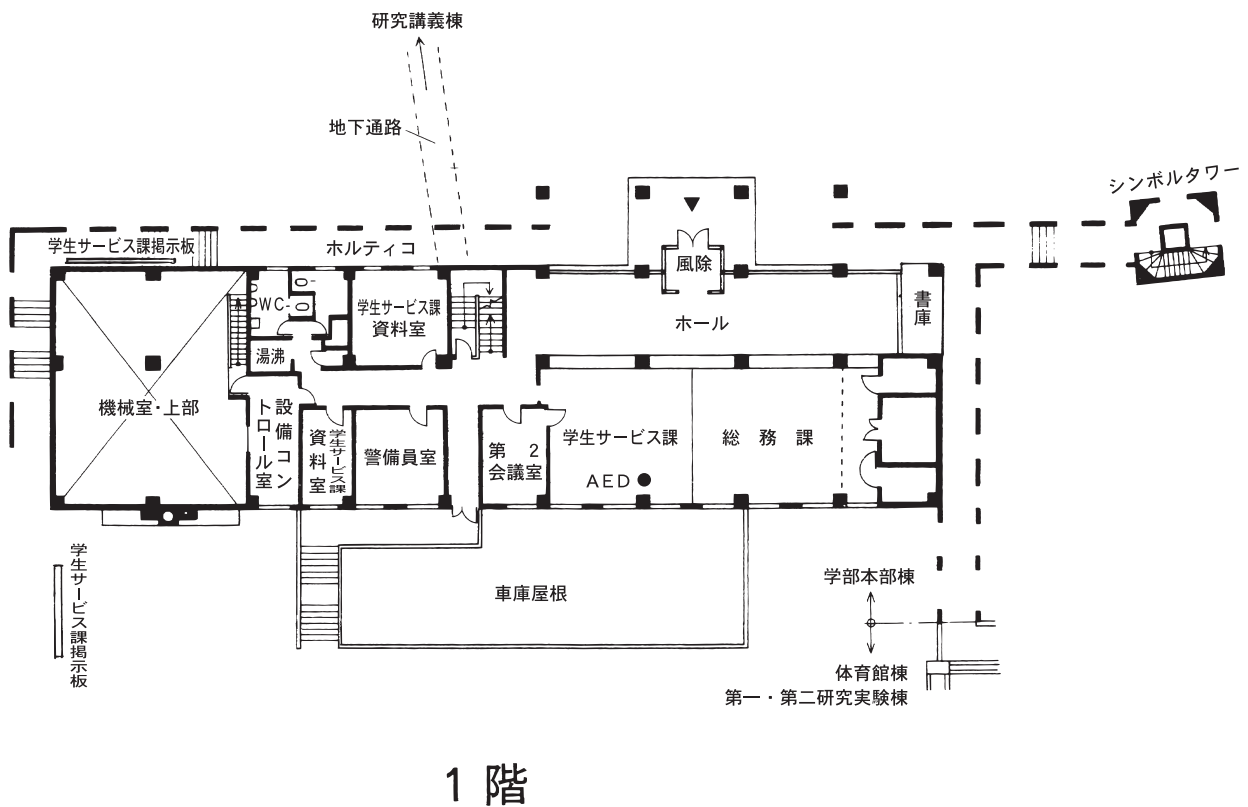 研究講義棟
地下通路
シンボルタワー
学生サービス課掲示板
ホルティコ
風除
PWC
学生サービス課
資料室
ホール
書庫
湯沸
機械室・上部
設備コン
トロール室
学生サービス課
資料室
警備員室
第2
会議室
学生サービス課
総務課
AED
学生サービス課掲示板
車庫屋根
学部本部棟
体育館棟
第一・第二研究実験棟
1階